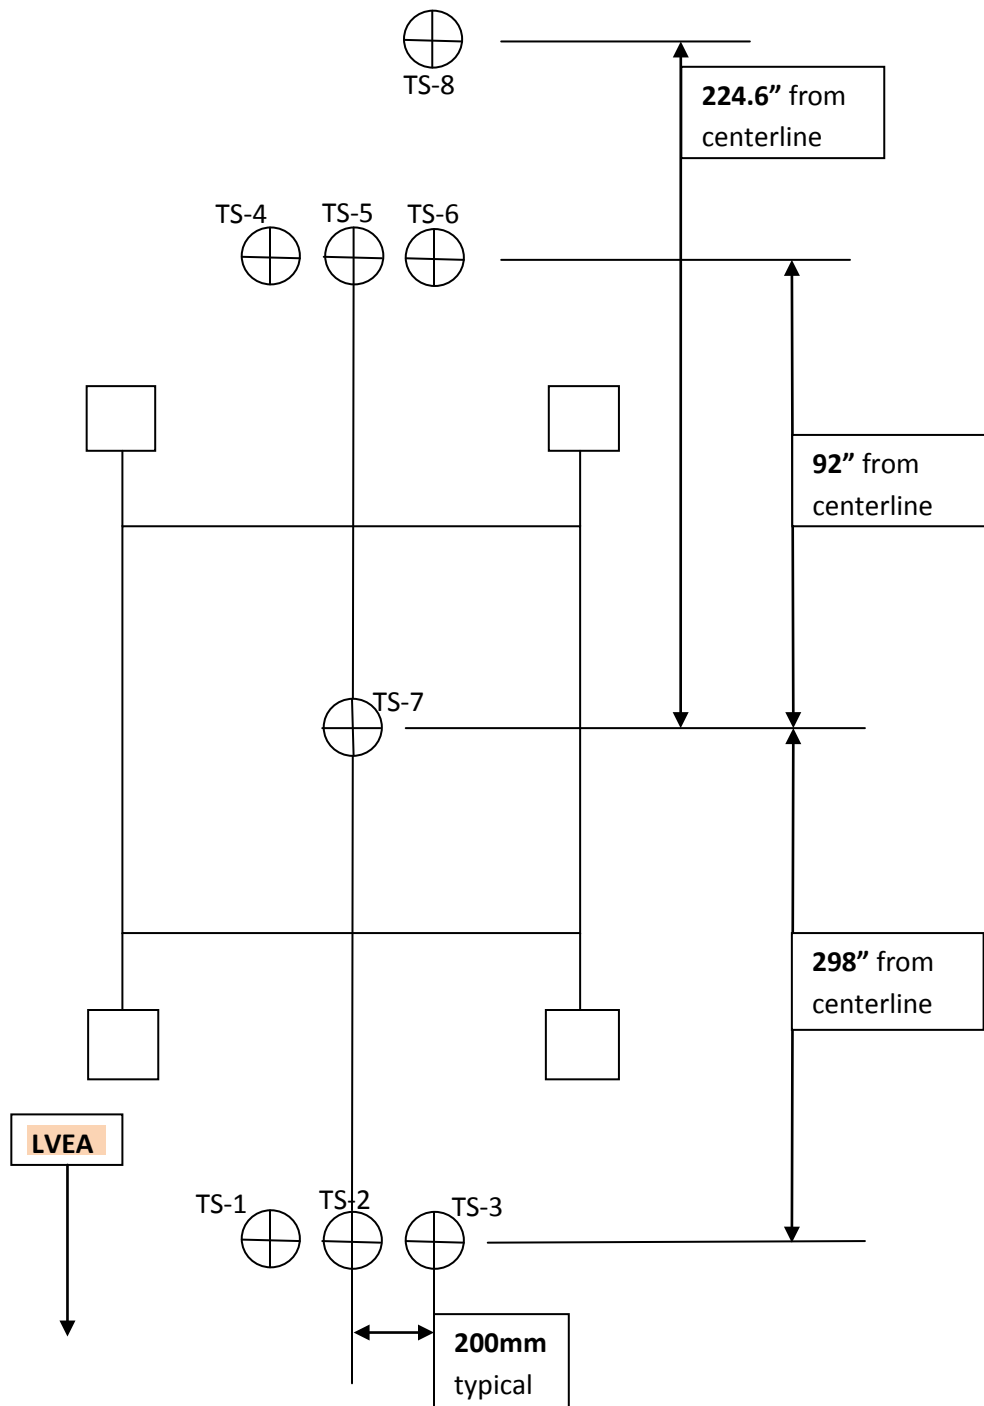 TS-8
224.6” from
centerline
TS-4
TS-5
TS-6
92” from
centerline
TS-7
298” from
centerline
LVEA
TS-1
TS-2
TS-3
200mm
typical